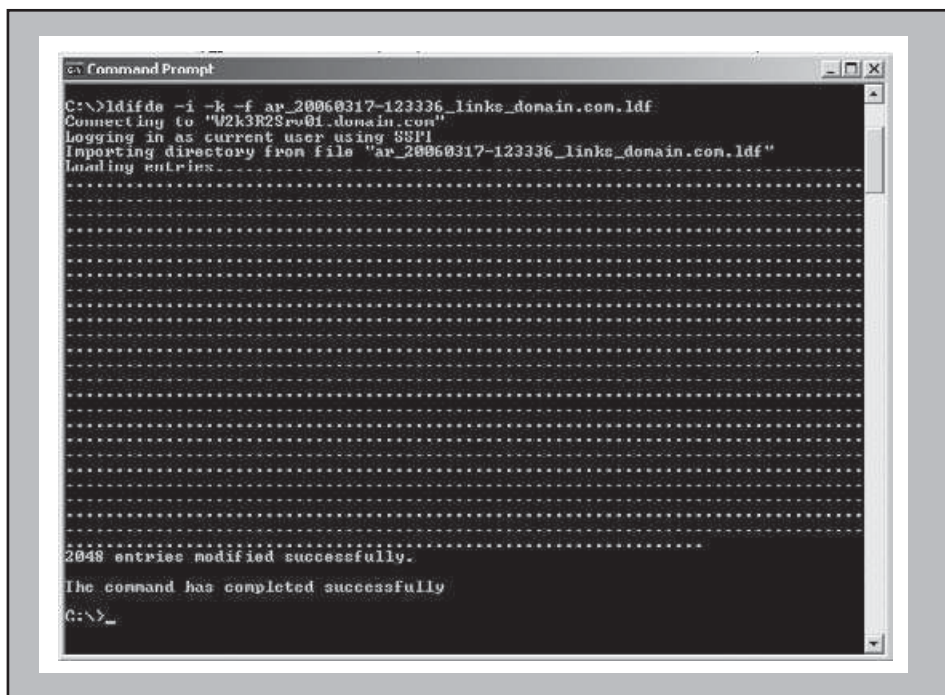 Command Prompt
C:\>ldifde -i -k -f ar_20060317-123336_links_domain.com.ldf
Connecting to "W2k3R2Srv01.domain.com"
Logging in as current user using SSPI
Importing directory from file "ar_20060317-123336_links_domain.com.ldf"
Loading entries...............................................................
2048 entries modified successfully.
The command has completed successfully
C:\>_